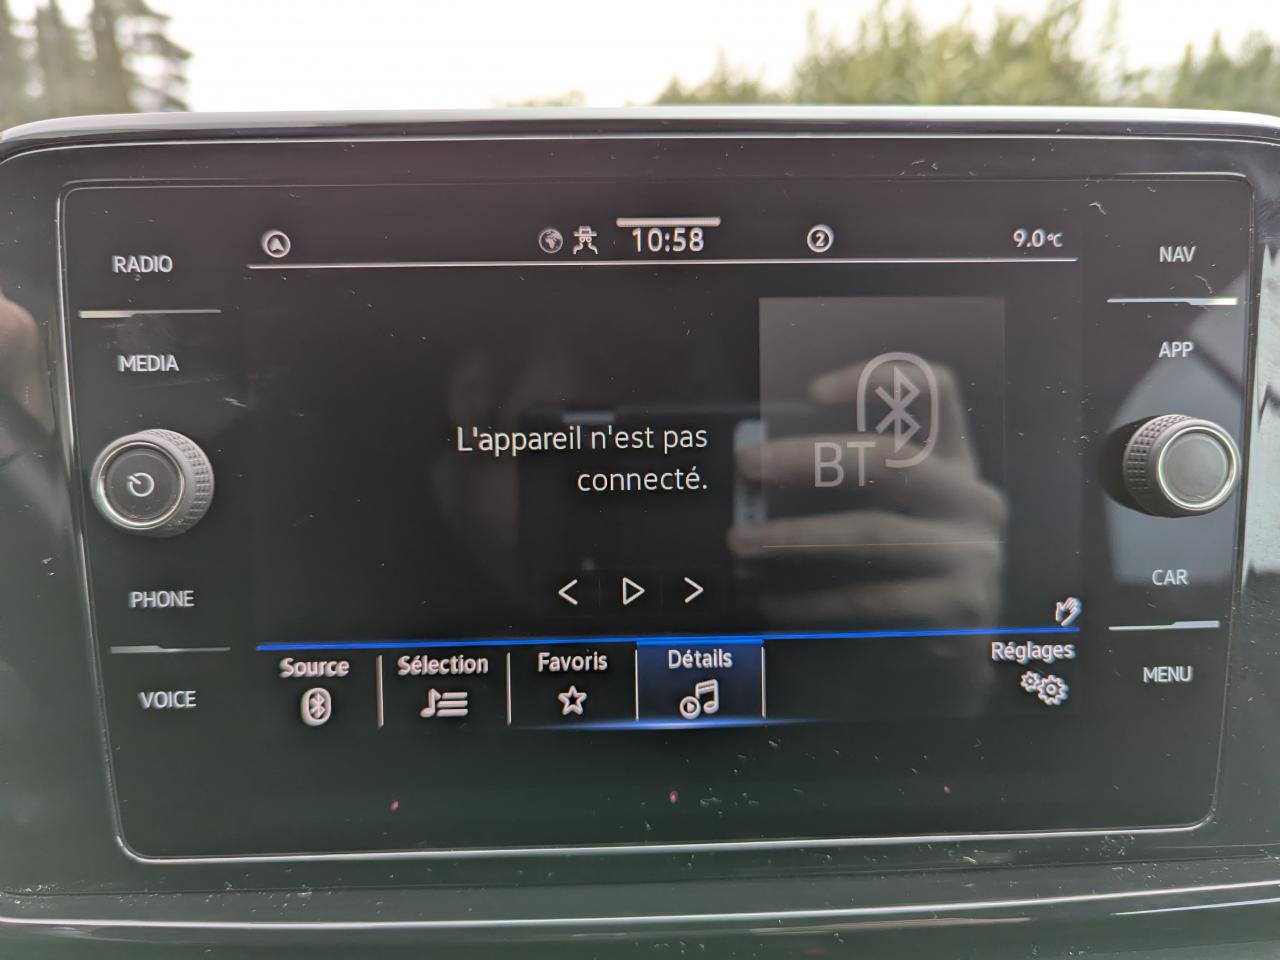 10:58
2
9.0°C
RADIO
MEDIA
PHONE
VOICE
L'appareil n'est pas
connecté.
BT
Source
Sélection
Favoris
Détails
Réglages
NAV
APP
CAR
MENU